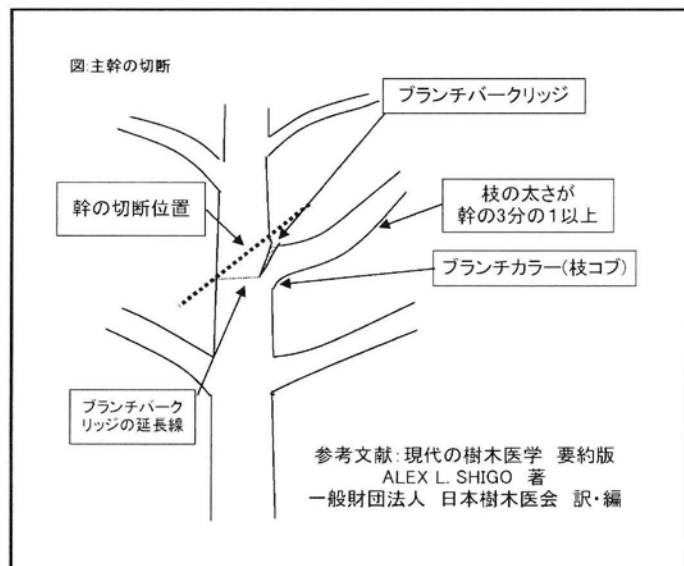 図:主幹の切断
ブランチバークリッジ
幹の切断位置
枝の太さが
幹の3分の1以上
ブランチカラー(枝コブ)
ブランチバーク
リッジの延長線
参考文献:現代の樹木医学 要約版
ALEX L. SHIGO 著
一般財団法人 日本樹木医会 訳・編